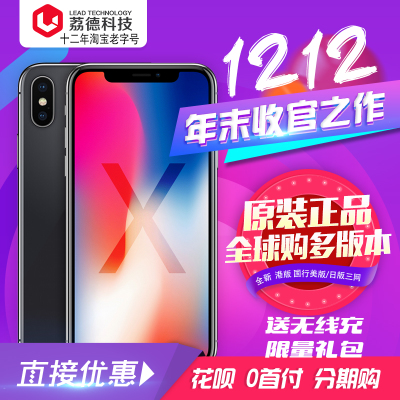 LEAD TECHNOLOGY
荔德科技
十二年淘宝老字号
1212
年末收官之作
X
原装正品
全球购多版本
全新 港版 国行美版/日版三网
送无线充
限量礼包
直接优惠
花呗 0首付 分期购